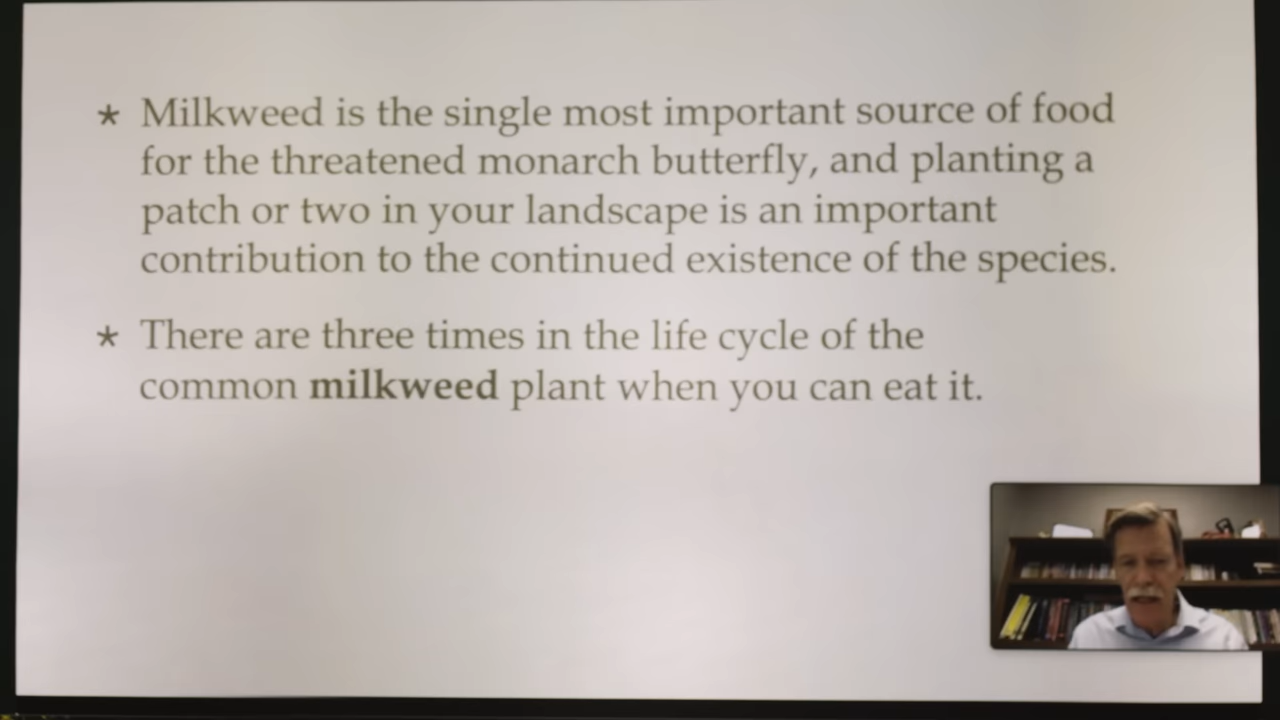 * Milkweed is the single most important source of food
for the threatened monarch butterfly, and planting a
patch or two in your landscape is an important
contribution to the continued existence of the species.
* There are three times in the life cycle of the
common milkweed plant when you can eat it.